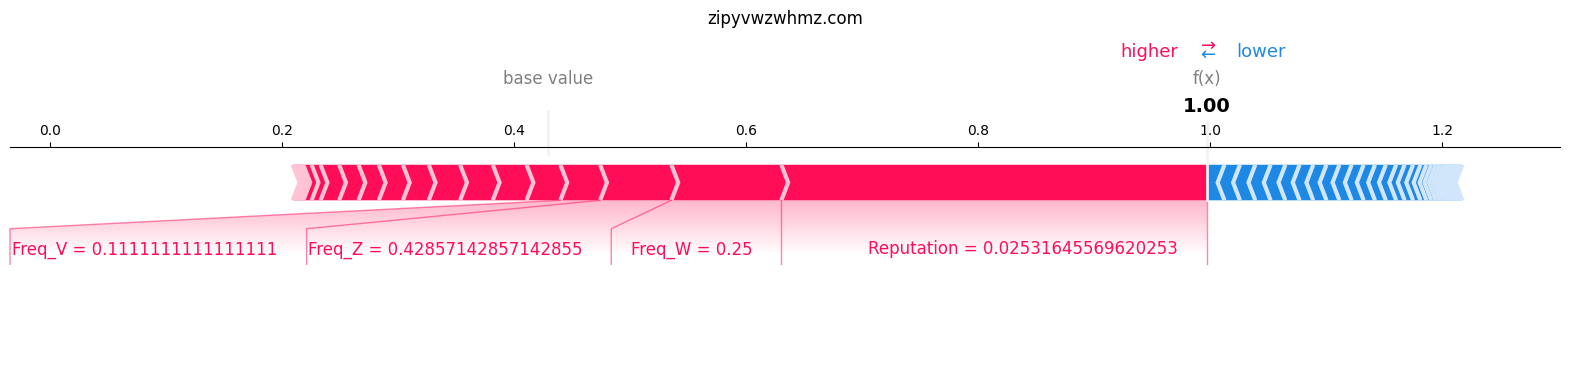 zipyvwzwhmz.com
higher ⇄ lower
base value f(x)
1.00
0.0 0.2 0.4 0.6 0.8 1.0 1.2
Freq_V = 0.1111111111111111 Freq_Z = 0.42857142857142855 Freq_W = 0.25 Reputation = 0.02531645569620253